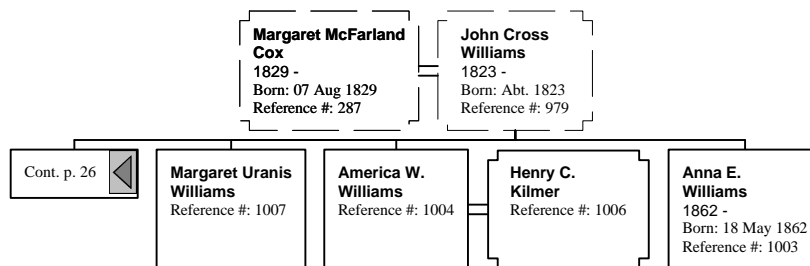 Margaret McFarland
Cox
1829 -
Born: 07 Aug 1829
Reference #: 287
John Cross
Williams
1823 -
Born: Abt. 1823
Reference #: 979
Cont. p. 26
Margaret Uranis
Williams
Reference #: 1007
America W.
Williams
Reference #: 1004
Henry C.
Kilmer
Reference #: 1006
Anna E.
Williams
1862 -
Born: 18 May 1862
Reference #: 1003